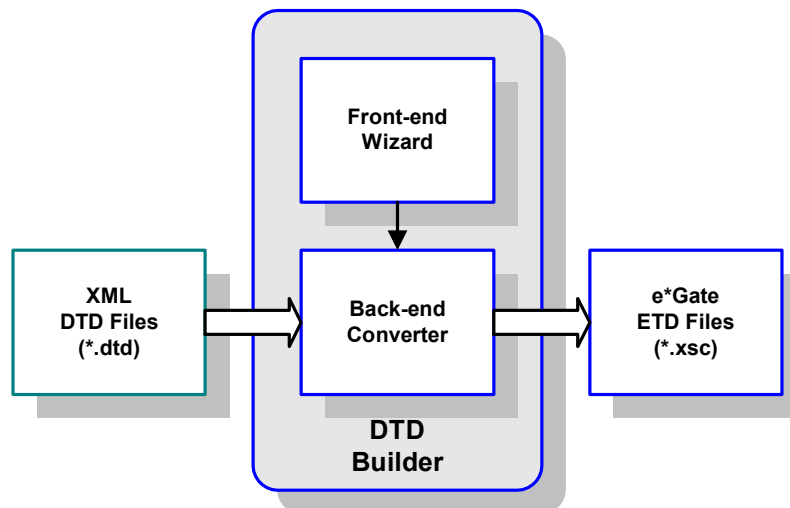 Front-end
Wizard
XML
DTD Files
(*.dtd)
Back-end
Converter
e*Gate
ETD Files
(*.xsc)
DTD
Builder